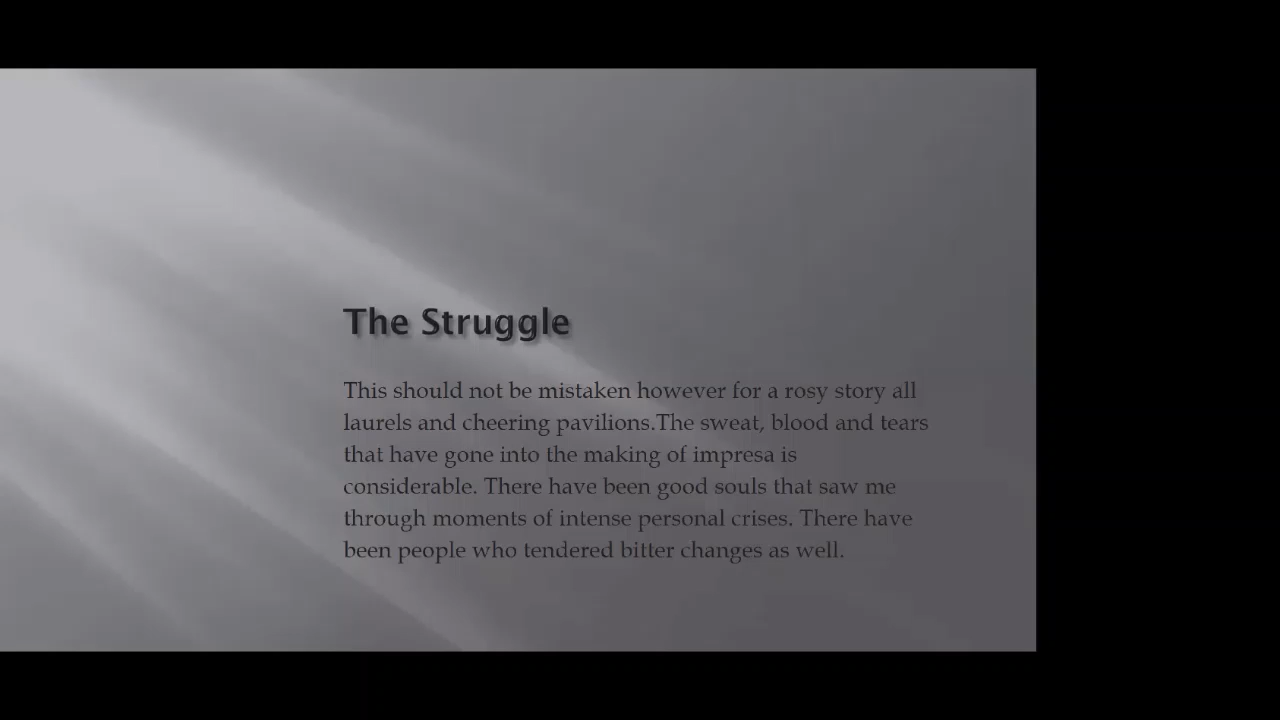 The Struggle
This should not be mistaken however for a rosy story all
laurels and cheering pavilions.The sweat, blood and tears
that have gone into the making of impresa is
considerable. There have been good souls that saw me
through moments of intense personal crises. There have
been people who tendered bitter changes as well.